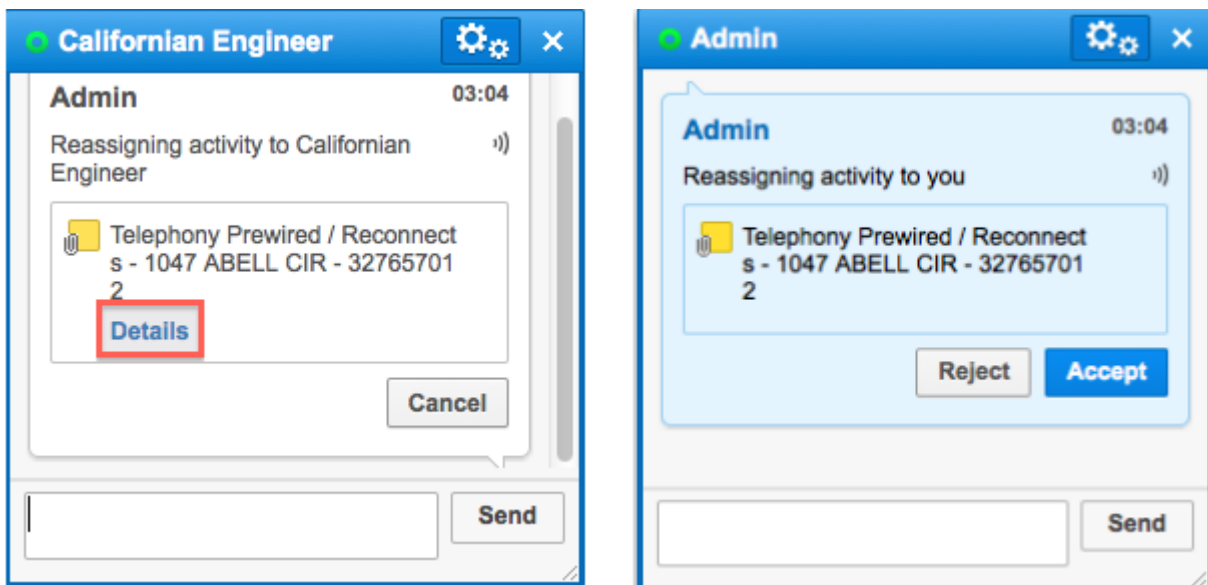 Californian Engineer
Admin 03:04
Reassigning activity to Californian
Engineer
Telephony Prewired / Reconnect
s - 1047 ABELL CIR - 32765701
2
Details
Cancel
Send
Admin
Admin 03:04
Reassigning activity to you
Telephony Prewired / Reconnect
s - 1047 ABELL CIR - 32765701
2
Reject Accept
Send